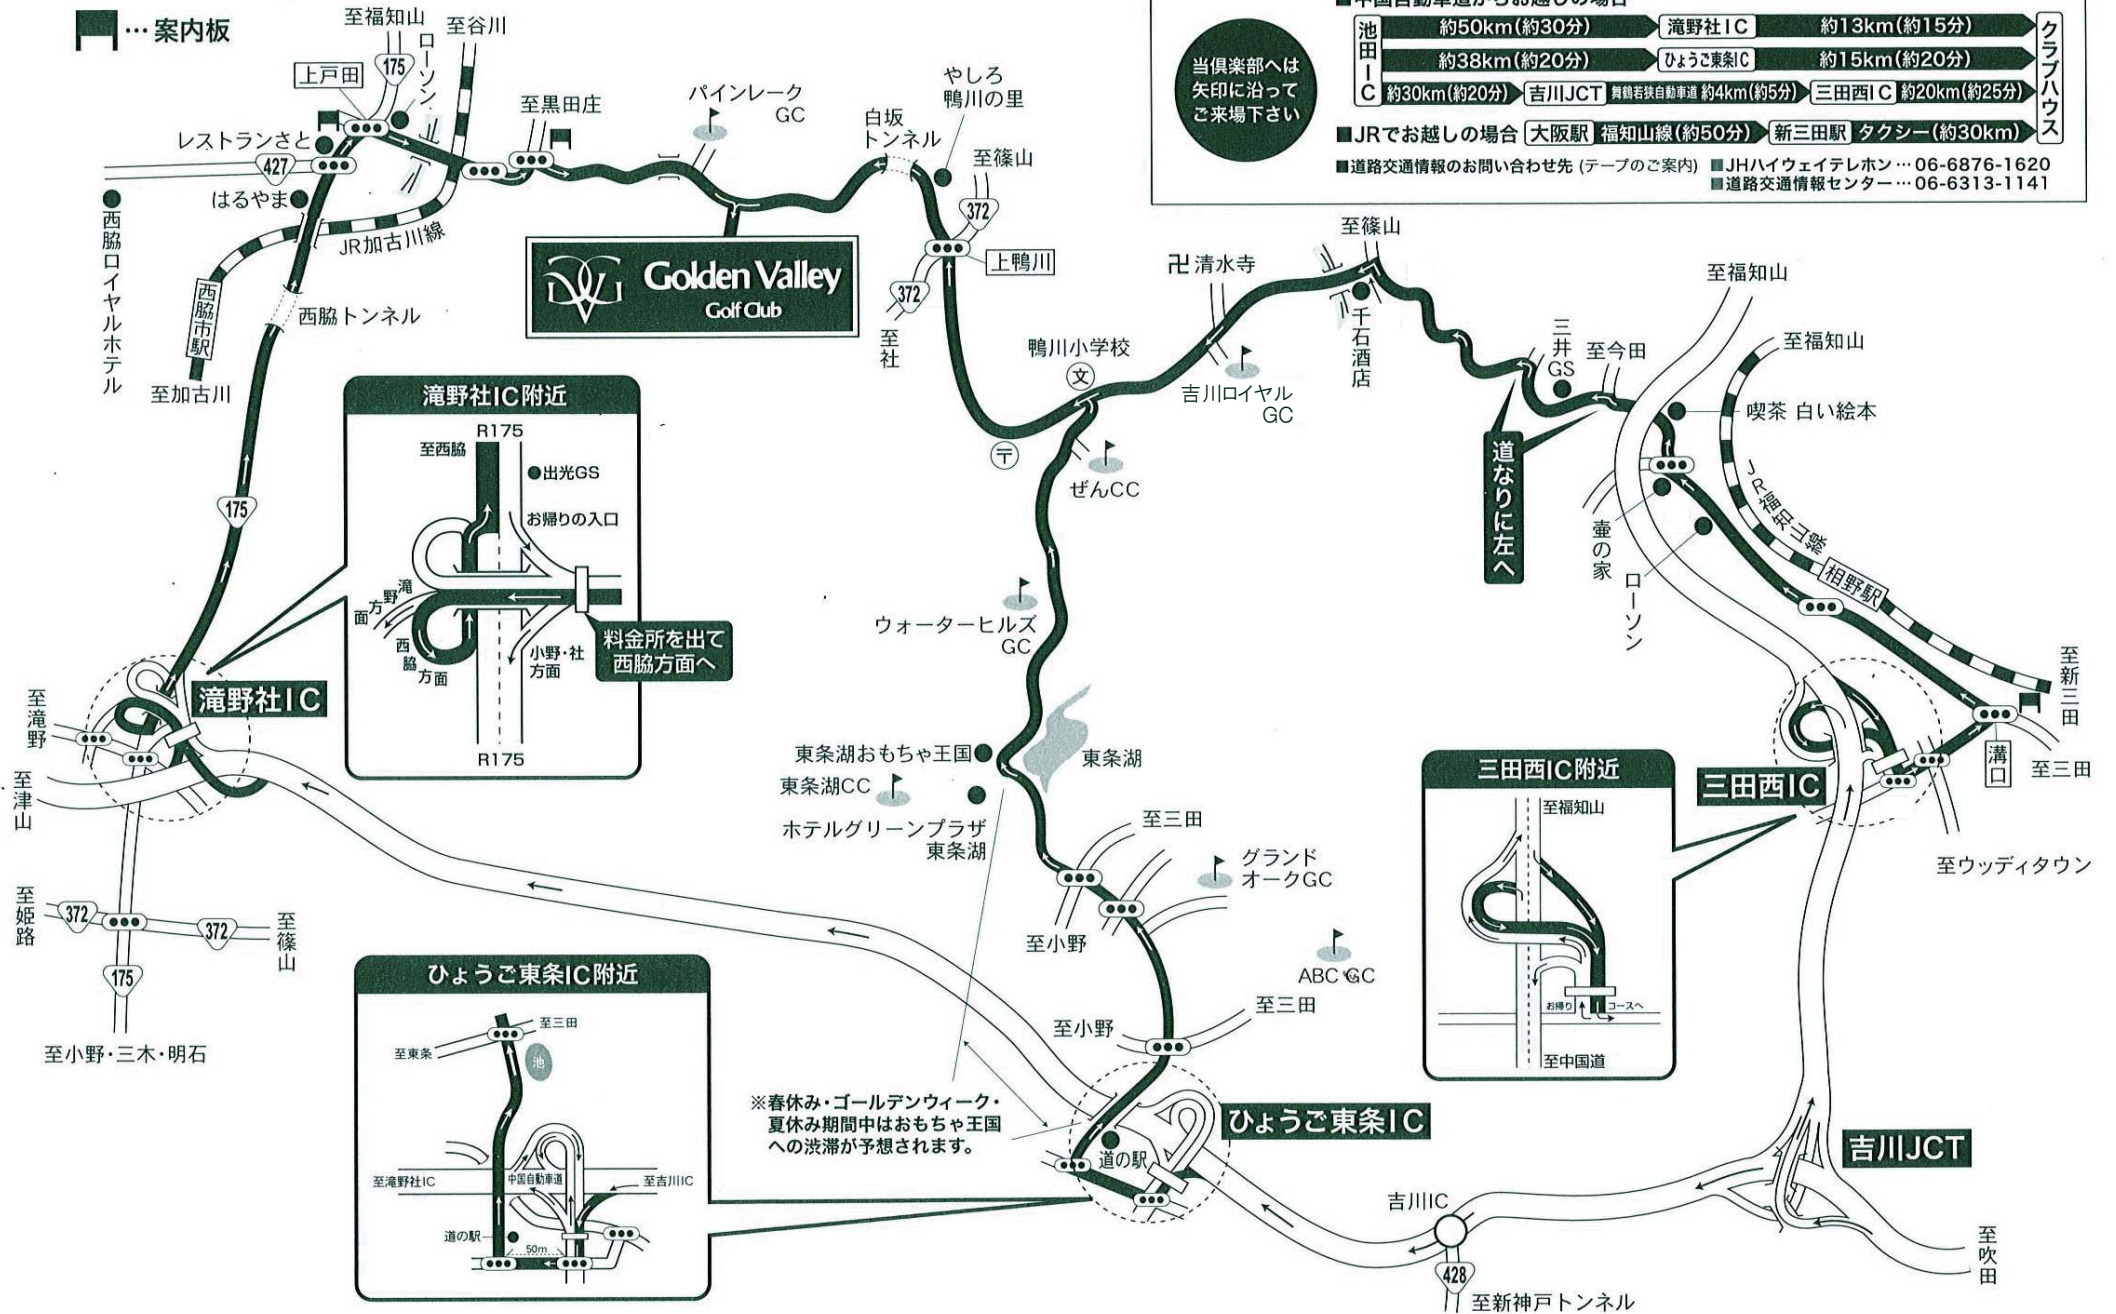 …案内板
至福知山
至谷川
ローソン
上戸田
175
レストランさと
427
はるやま
西脇ロイヤルホテル
至黒田庄
パインレーク
GC
白坂
トンネル
やしろ
鴨川の里
至篠山
372
上鴨川
372
至社
JR加古川線
西脇市駅
至加古川
西脇トンネル
Golden Valley
Golf Club
当倶楽部へは
矢印に沿って
ご来場下さい
■中国自動車道からお越しの場合
池田IC
約50km(約30分)
滝野社IC
約13km(約15分)
クラブハウス
約38km(約20分)
ひょうご東条IC
約15km(約20分)
約30km(約20分)
吉川JCT
舞鶴若狭自動車道 約4km(約5分)
三田西IC
約20km(約25分)
■JRでお越しの場合
大阪駅
福知山線(約50分)
新三田駅
タクシー(約30km)
■道路交通情報のお問い合わせ先 (テープのご案内)
■JHハイウェイテレホン…06-6876-1620
■道路交通情報センター…06-6313-1141
至篠山
卍清水寺
千石酒店
鴨川小学校
文
〒
吉川ロイヤル
GC
ぜんCC
三井GS
至今田
至福知山
至福知山
喫茶 白い絵本
道なりに左へ
壷の家
ローソン
JR福知山線
相野駅
至新三田
溝口
至三田
至ウッディタウン
三田西IC
175
滝野社IC附近
R175
至西脇
出光GS
お帰りの入口
滝野方面
西脇方面
小野・社
方面
料金所を出て
西脇方面へ
R175
滝野社IC
至滝野
至津山
至姫路
372
372
至篠山
175
至小野・三木・明石
ウォーターヒルズ
GC
東条湖おもちゃ王国
東条湖
東条湖CC
ホテルグリーンプラザ
東条湖
至三田
グランド
オークGC
至小野
ABC GC
至三田
至小野
※春休み・ゴールデンウィーク・
夏休み期間中はおもちゃ王国
への渋滞が予想されます。
道の駅
ひょうご東条IC
三田西IC附近
至福知山
お帰り
コースへ
至中国道
ひょうご東条IC附近
至三田
至東条
池
至滝野社IC
中国自動車道
至吉川IC
道の駅
50m
吉川IC
428
至新神戸トンネル
吉川JCT
至吹田